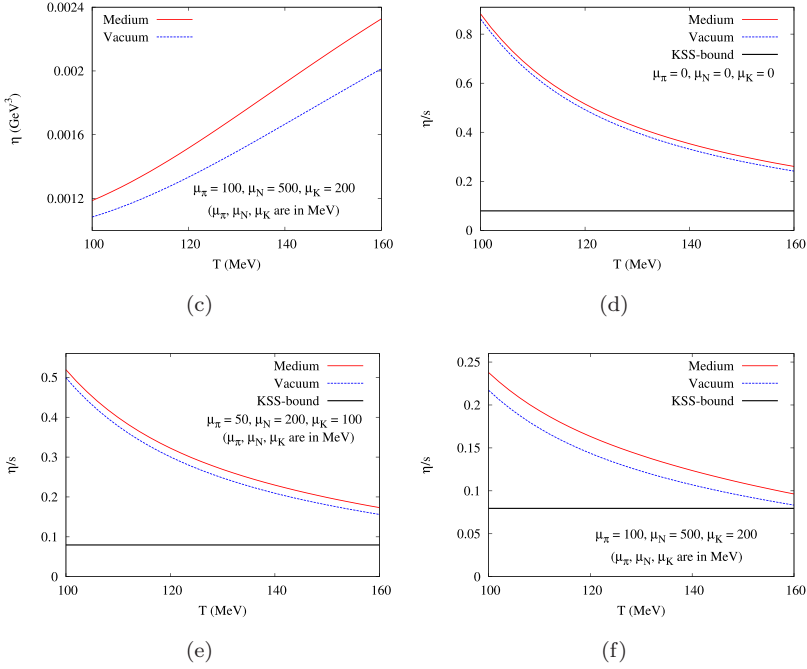 0.0024
0.002
0.0016
0.0012
η (GeV³)
Medium
Vacuum
μπ = 100, μN = 500, μK = 200
(μπ, μN, μK are in MeV)
100 120 140 160
T (MeV)
(c)
0.8
0.6
0.4
0.2
0
η/s
Medium
Vacuum
KSS-bound
μπ = 0, μN = 0, μK = 0
100 120 140 160
T (MeV)
(d)
0.5
0.4
0.3
0.2
0.1
0
η/s
Medium
Vacuum
KSS-bound
μπ = 50, μN = 200, μK = 100
(μπ, μN, μK are in MeV)
100 120 140 160
T (MeV)
(e)
0.25
0.2
0.15
0.1
0.05
0
η/s
Medium
Vacuum
KSS-bound
μπ = 100, μN = 500, μK = 200
(μπ, μN, μK are in MeV)
100 120 140 160
T (MeV)
(f)